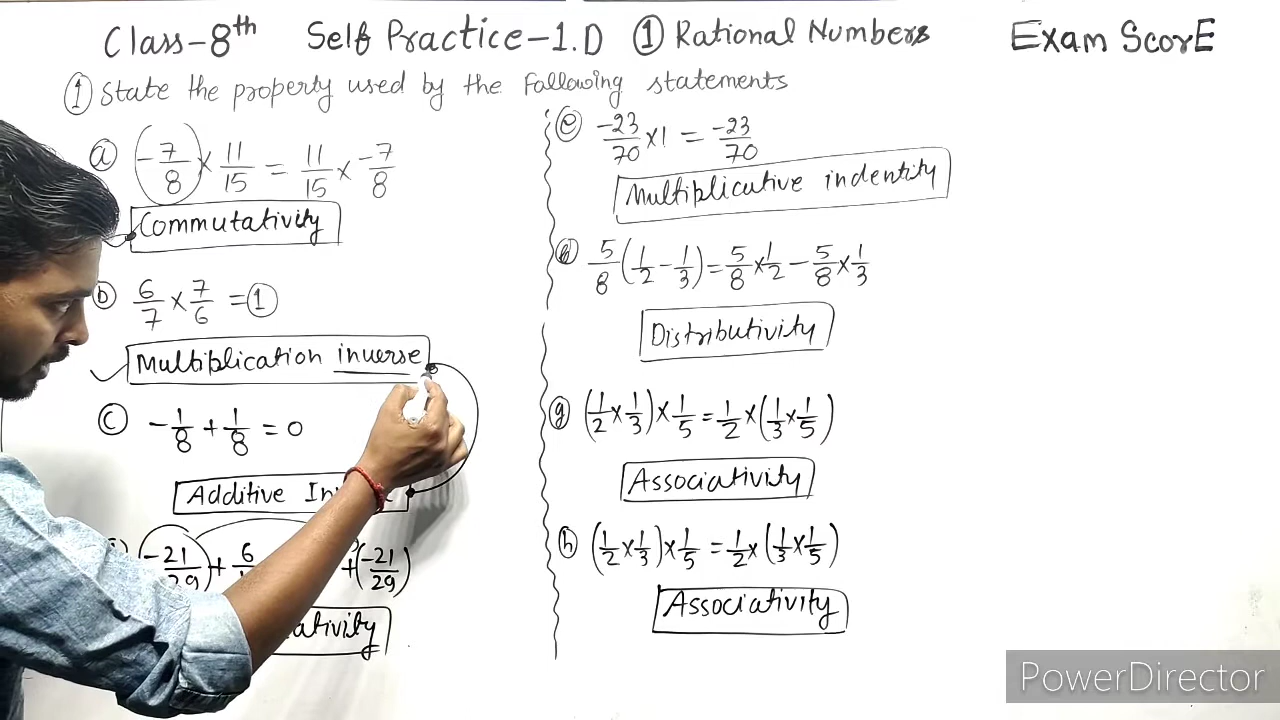 Class-8th Self Practice-1.D ① Rational Numbers Exam ScorE
① State the property used by the following statements
ⓐ -7/8 × 11/15 = 11/15 × -7/8
Commutativity
ⓑ 6/7 × 7/6 = ①
Multiplication inverse
ⓒ -1/8 + 1/8 = 0
Additive
(-21/29) + 6 + (-21/29)
ⓔ -23/70 × 1 = -23/70
Multiplicative indentity
5/8 (1/2 - 1/3) = 5/8 × 1/2 - 5/8 × 1/3
Distributivity
ⓖ (1/2 × 1/3) × 1/5 = 1/2 × (1/3 × 1/5)
Associativity
ⓗ (1/2 × 1/3) × 1/5 = 1/2 × (1/3 × 1/5)
Associativity
PowerDirector